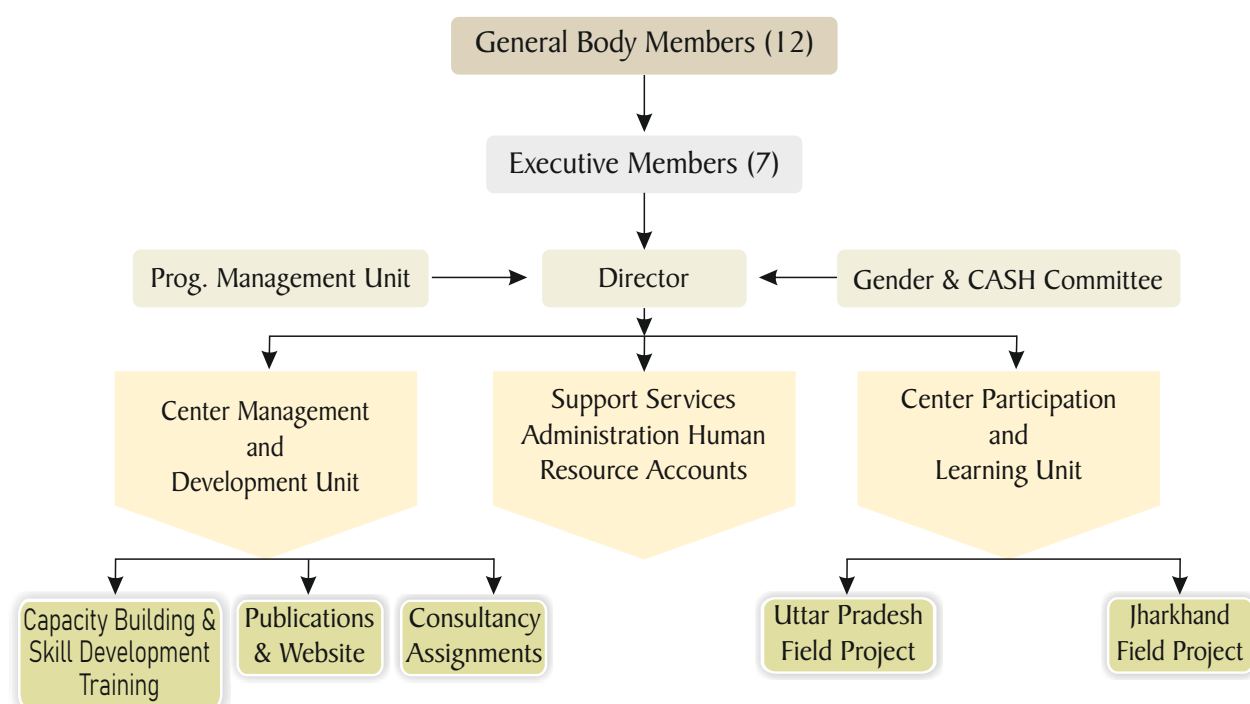 General Body Members (12)
Executive Members (7)
Prog. Management Unit
Director
Gender & CASH Committee
Center Management
and
Development Unit
Support Services
Administration Human
Resource Accounts
Center Participation
and
Learning Unit
Capacity Building &
Skill Development
Training
Publications
& Website
Consultancy
Assignments
Uttar Pradesh
Field Project
Jharkhand
Field Project